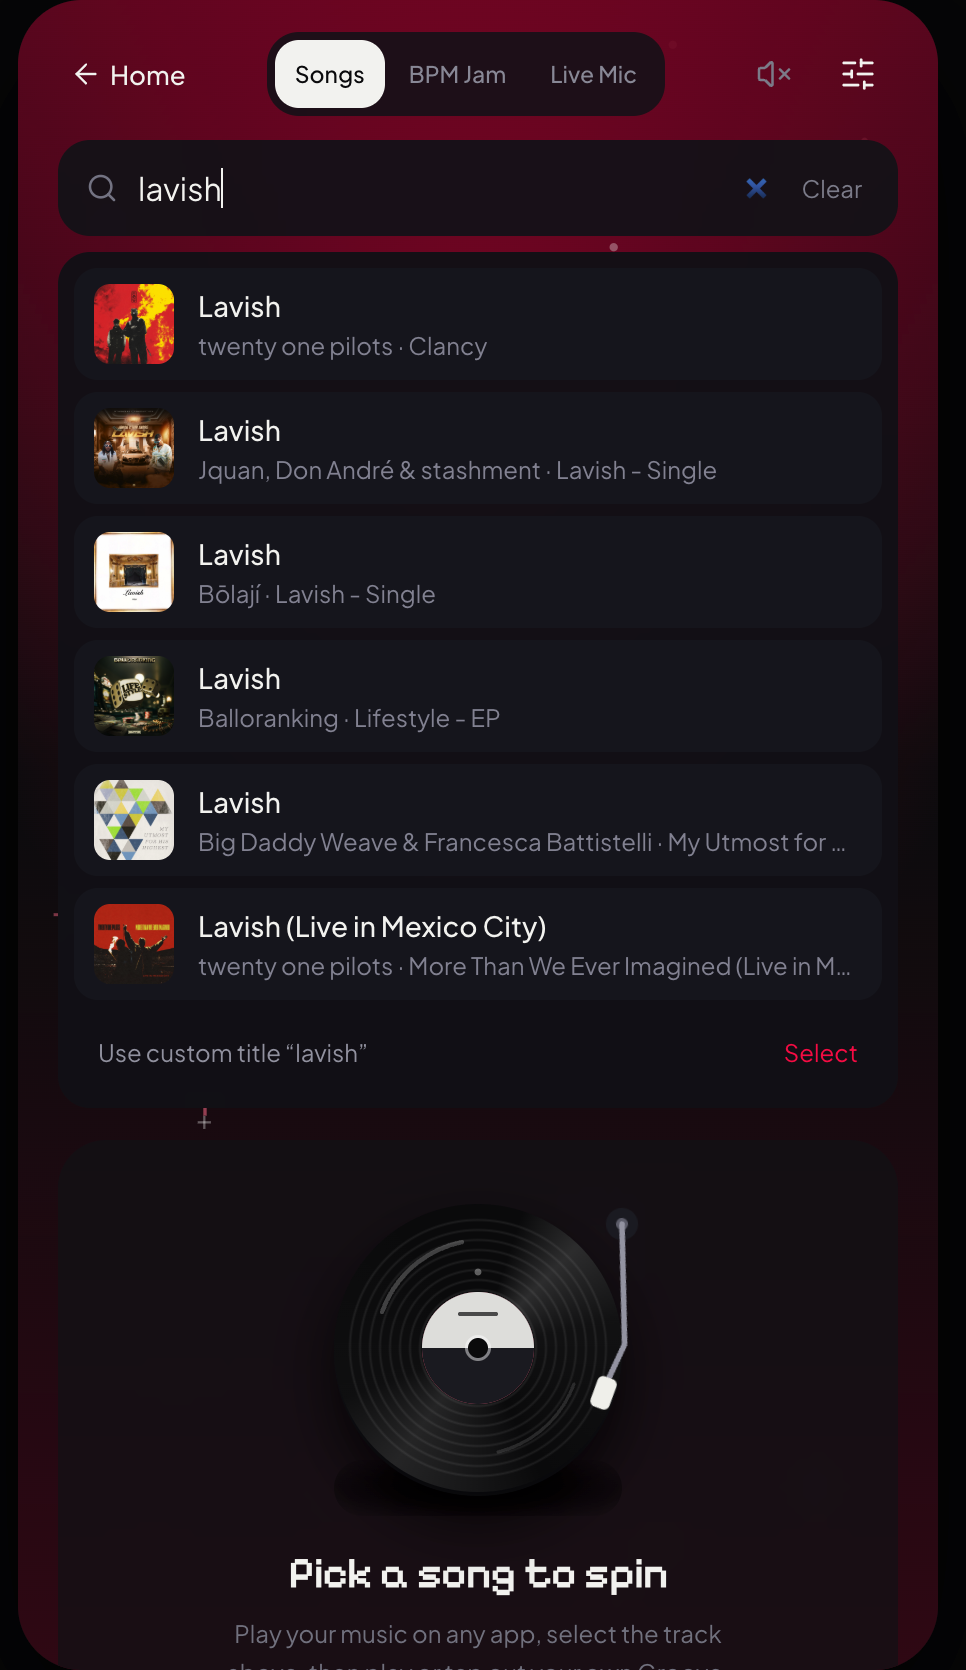 Home
Songs
BPM Jam
Live Mic
lavish
Clear
Lavish
twenty one pilots · Clancy
Lavish
Jquan, Don André & stashment · Lavish - Single
Lavish
Bōlají · Lavish - Single
Lavish
Balloranking · Lifestyle - EP
Lavish
Big Daddy Weave & Francesca Battistelli · My Utmost for ...
Lavish (Live in Mexico City)
twenty one pilots · More Than We Ever Imagined (Live in M...
Use custom title “lavish”
Select
Pick a song to spin
Play your music on any app, select the track